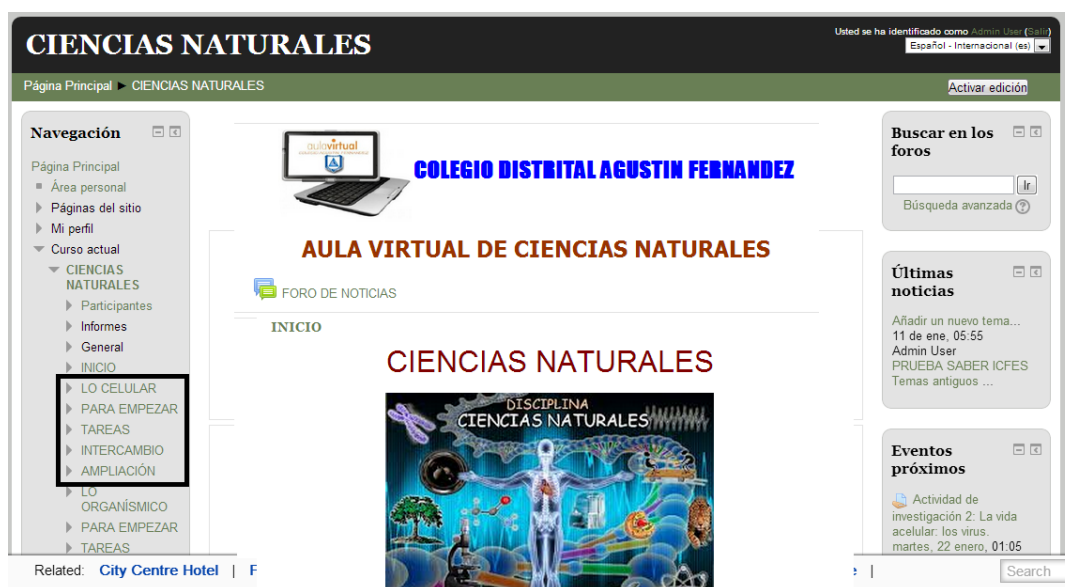 CIENCIAS NATURALES
Usted se ha identificado como Admin User (Salir)
Español - Internacional (es)
Página Principal ► CIENCIAS NATURALES
Activar edición
Navegación
Página Principal
Área personal
Páginas del sitio
Mi perfil
Curso actual
CIENCIAS
NATURALES
Participantes
Informes
General
INICIO
LO CELULAR
PARA EMPEZAR
TAREAS
INTERCAMBIO
AMPLIACIÓN
LO
ORGANÍSMICO
PARA EMPEZAR
TAREAS
aulavirtual
COLEGIO DISTRITAL AGUSTIN FERNANDEZ
AULA VIRTUAL DE CIENCIAS NATURALES
FORO DE NOTICIAS
INICIO
CIENCIAS NATURALES
DISCIPLINA
CIENCIAS NATURALES
Buscar en los
foros
Ir
Búsqueda avanzada
Últimas
noticias
Añadir un nuevo tema...
11 de ene, 05:55
Admin User
PRUEBA SABER ICFES
Temas antiguos ...
Eventos
próximos
Actividad de
investigación 2: La vida
acelular: los virus.
martes, 22 enero, 01:05
Related: City Centre Hotel | F
e |
Search